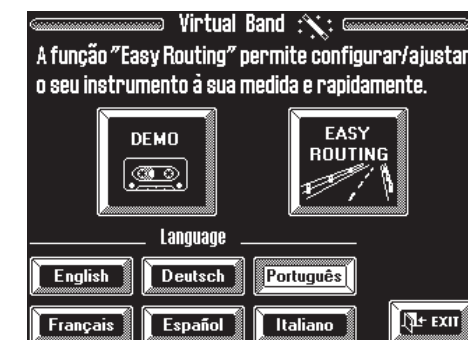 Virtual Band
A função "Easy Routing" permite configurar/ajustar
o seu instrumento à sua medida e rapidamente.
DEMO
EASY
ROUTING
Language
English
Deutsch
Português
Français
Español
Italiano
EXIT